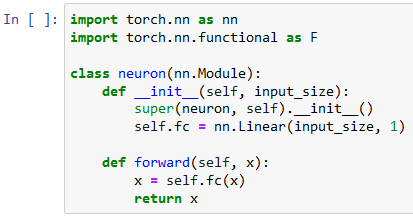 In [ ]: import torch.nn as nn
import torch.nn.functional as F

class neuron(nn.Module):
    def __init__(self, input_size):
        super(neuron, self).__init__()
        self.fc = nn.Linear(input_size, 1)

    def forward(self, x):
        x = self.fc(x)
        return x